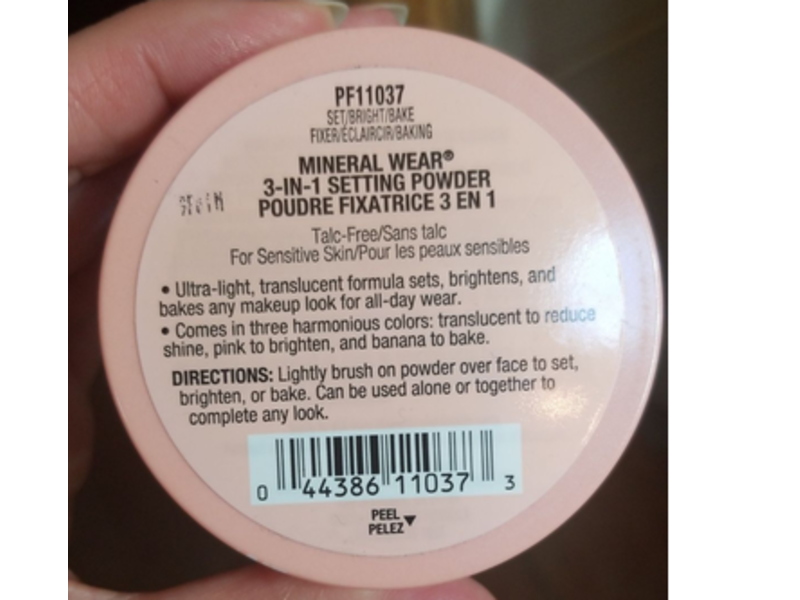 PF11037
SET/BRIGHT/BAKE
FIXER/ÉCLAIRCIR/BAKING
MINERAL WEAR®
3-IN-1 SETTING POWDER
POUDRE FIXATRICE 3 EN 1
Talc-Free/Sans talc
For Sensitive Skin/Pour les peaux sensibles
• Ultra-light, translucent formula sets, brightens, and
bakes any makeup look for all-day wear.
• Comes in three harmonious colors: translucent to reduce
shine, pink to brighten, and banana to bake.
DIRECTIONS: Lightly brush on powder over face to set,
brighten, or bake. Can be used alone or together to
complete any look.
0 44386 11037 3
PEEL
PELEZ